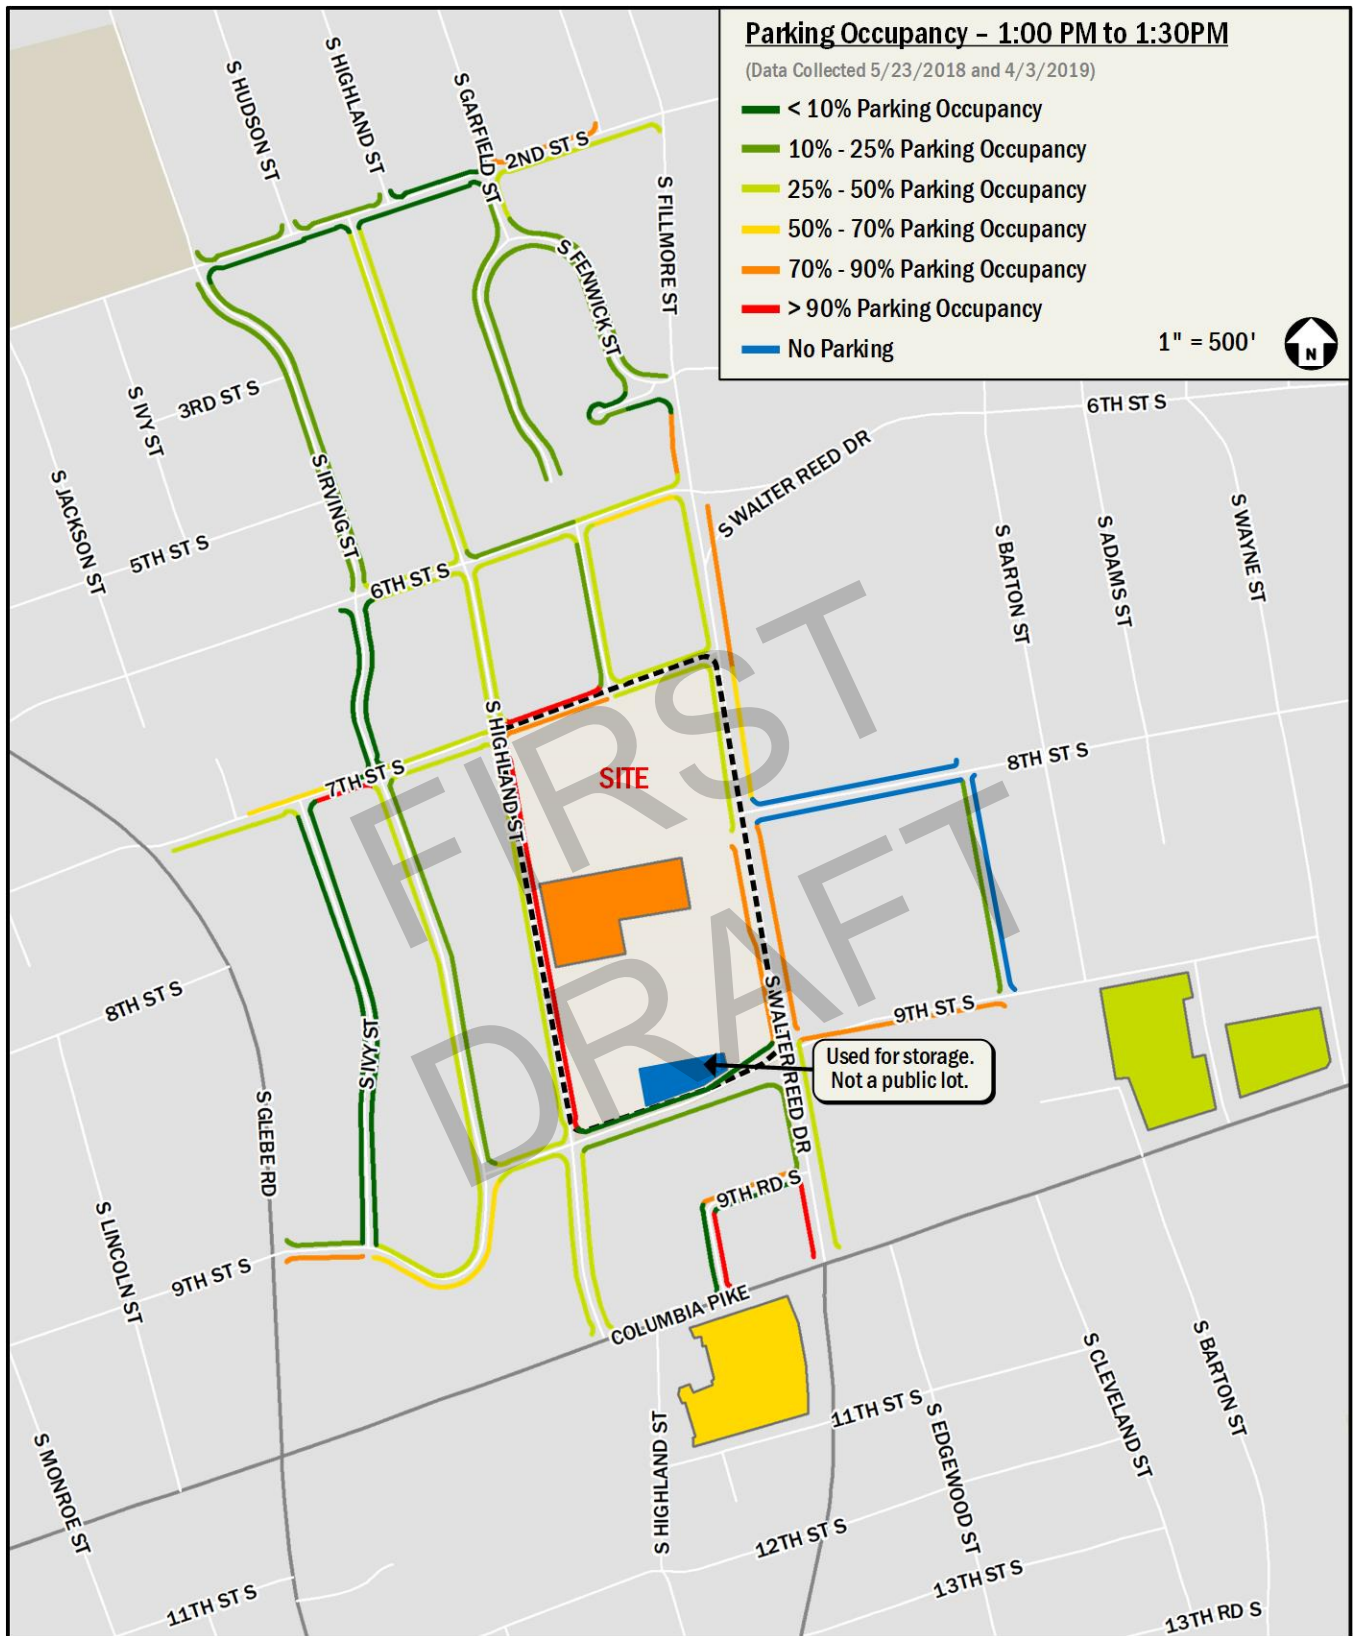 Parking Occupancy – 1:00 PM to 1:30PM
(Data Collected 5/23/2018 and 4/3/2019)
< 10% Parking Occupancy
10% - 25% Parking Occupancy
25% - 50% Parking Occupancy
50% - 70% Parking Occupancy
70% - 90% Parking Occupancy
> 90% Parking Occupancy
No Parking
1" = 500'
N
S HUDSON ST
S HIGHLAND ST
S GARFIELD ST
2ND ST S
S FILLMORE ST
S FENWICK ST
3RD ST S
S IVY ST
6TH ST S
S WALTER REED DR
S JACKSON ST
S IRVING ST
5TH ST S
6TH ST S
S BARTON ST
S ADAMS ST
S WAYNE ST
S HIGHLAND ST
7TH ST S
SITE
8TH ST S
FIRST
DRAFT
8TH ST S
S IVY ST
S WALTER REED DR
9TH ST S
Used for storage.
Not a public lot.
S GLEBE RD
9TH RD S
S LINCOLN ST
9TH ST S
COLUMBIA PIKE
S CLEVELAND ST
S BARTON ST
11TH ST S
S EDGEWOOD ST
S HIGHLAND ST
S MONROE ST
12TH ST S
13TH ST S
11TH ST S
13TH RD S